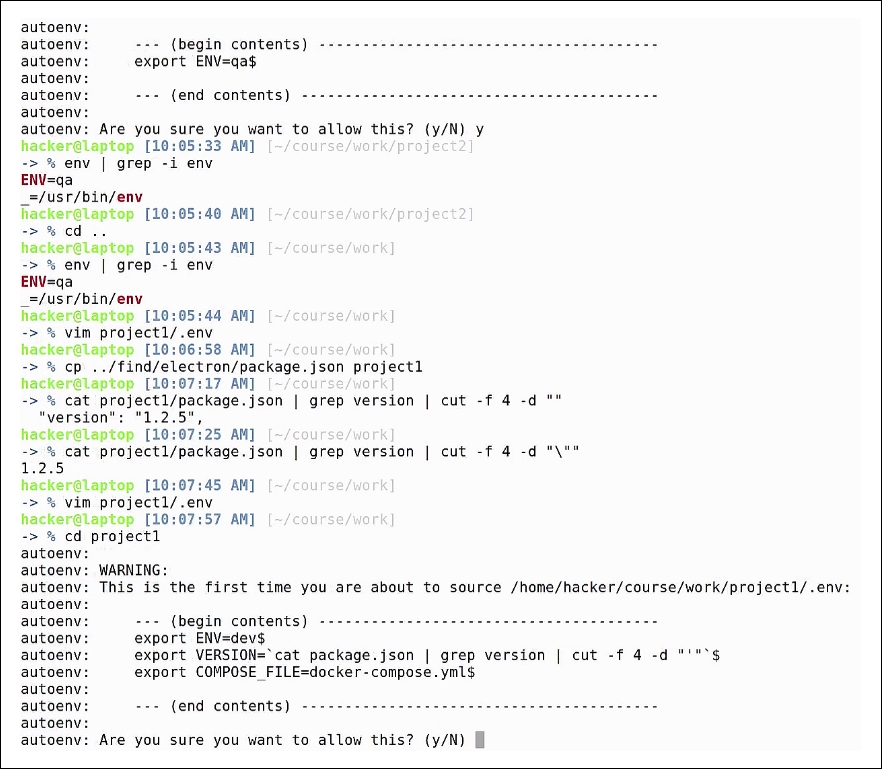 autoenv:
autoenv:     --- (begin contents) ---------------------------------------
autoenv:     export ENV=qa$
autoenv:
autoenv:     --- (end contents) -----------------------------------------
autoenv:
autoenv: Are you sure you want to allow this? (y/N) y
hacker@laptop [10:05:33 AM] [~/course/work/project2]
-> % env | grep -i env
ENV=qa
_=/usr/bin/env
hacker@laptop [10:05:40 AM] [~/course/work/project2]
-> % cd ..
hacker@laptop [10:05:43 AM] [~/course/work]
-> % env | grep -i env
ENV=qa
_=/usr/bin/env
hacker@laptop [10:05:44 AM] [~/course/work]
-> % vim project1/.env
hacker@laptop [10:06:58 AM] [~/course/work]
-> % cp ../find/electron/package.json project1
hacker@laptop [10:07:17 AM] [~/course/work]
-> % cat project1/package.json | grep version | cut -f 4 -d ""
  "version": "1.2.5",
hacker@laptop [10:07:25 AM] [~/course/work]
-> % cat project1/package.json | grep version | cut -f 4 -d "\""
1.2.5
hacker@laptop [10:07:45 AM] [~/course/work]
-> % vim project1/.env
hacker@laptop [10:07:57 AM] [~/course/work]
-> % cd project1
autoenv:
autoenv: WARNING:
autoenv: This is the first time you are about to source /home/hacker/course/work/project1/.env:
autoenv:
autoenv:     --- (begin contents) ---------------------------------------
autoenv:     export ENV=dev$
autoenv:     export VERSION=`cat package.json | grep version | cut -f 4 -d "'"`$
autoenv:     export COMPOSE_FILE=docker-compose.yml$
autoenv:
autoenv:     --- (end contents) -----------------------------------------
autoenv:
autoenv: Are you sure you want to allow this? (y/N)